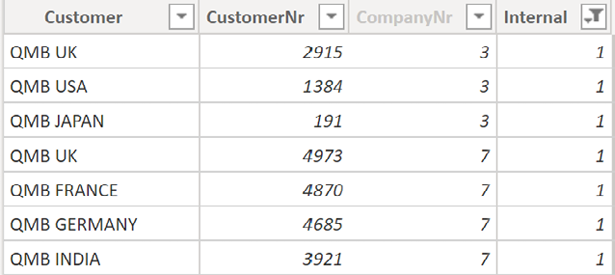 Customer CustomerNr CompanyNr Internal
QMB UK 2915 3 1
QMB USA 1384 3 1
QMB JAPAN 191 3 1
QMB UK 4973 7 1
QMB FRANCE 4870 7 1
QMB GERMANY 4685 7 1
QMB INDIA 3921 7 1